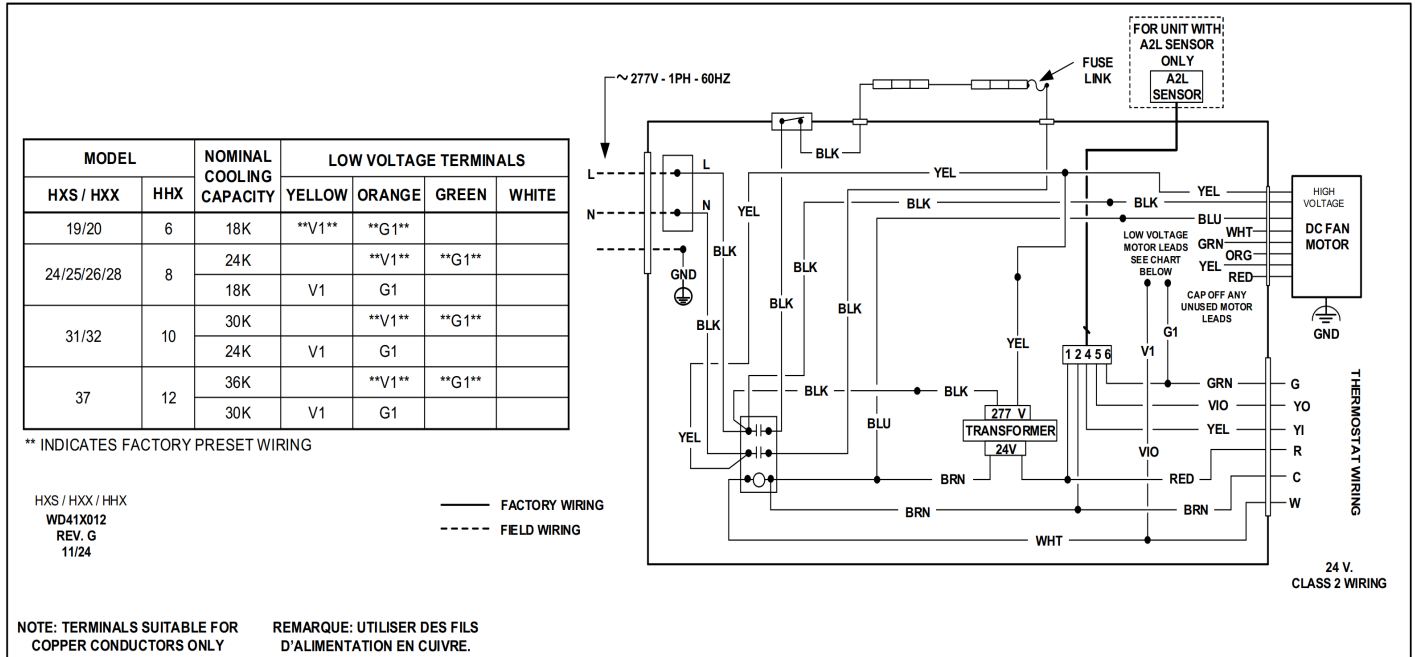 MODEL
NOMINAL COOLING CAPACITY
LOW VOLTAGE TERMINALS
HXS / HXX
HHX
YELLOW
ORANGE
GREEN
WHITE
19/20 6 18K **V1** **G1**
24/25/26/28 8 24K **V1** **G1**
18K V1 G1
31/32 10 30K **V1** **G1**
24K V1 G1
37 12 36K **V1** **G1**
30K V1 G1
** INDICATES FACTORY PRESET WIRING
HXS / HXX / HHX
WD41X012
REV. G
11/24
FACTORY WIRING
FIELD WIRING
NOTE: TERMINALS SUITABLE FOR
COPPER CONDUCTORS ONLY
REMARQUE: UTILISER DES FILS
D'ALIMENTATION EN CUIVRE.
~ 277V - 1PH - 60HZ
FUSE
LINK
FOR UNIT WITH
A2L SENSOR
ONLY
A2L
SENSOR
L
L
N
N
GND
BLK
BLK
BLK
YEL
BLK
BLK
BLK
YEL
BLK
YEL
YEL
BLK
BLU
WHT
GRN
ORG
YEL
RED
HIGH
VOLTAGE
DC FAN
MOTOR
GND
LOW VOLTAGE
MOTOR LEADS
SEE CHART
BELOW
CAP OFF ANY
UNUSED MOTOR
LEADS
G1
V1
YEL
1 2 4 5 6
BLK
BLK
277 V
TRANSFORMER
24V
YEL
BLU
VIO
BRN
RED
BRN
BRN
WHT
GRN
VIO
YEL
G
YO
YI
R
C
W
THERMOSTAT WIRING
24 V.
CLASS 2 WIRING